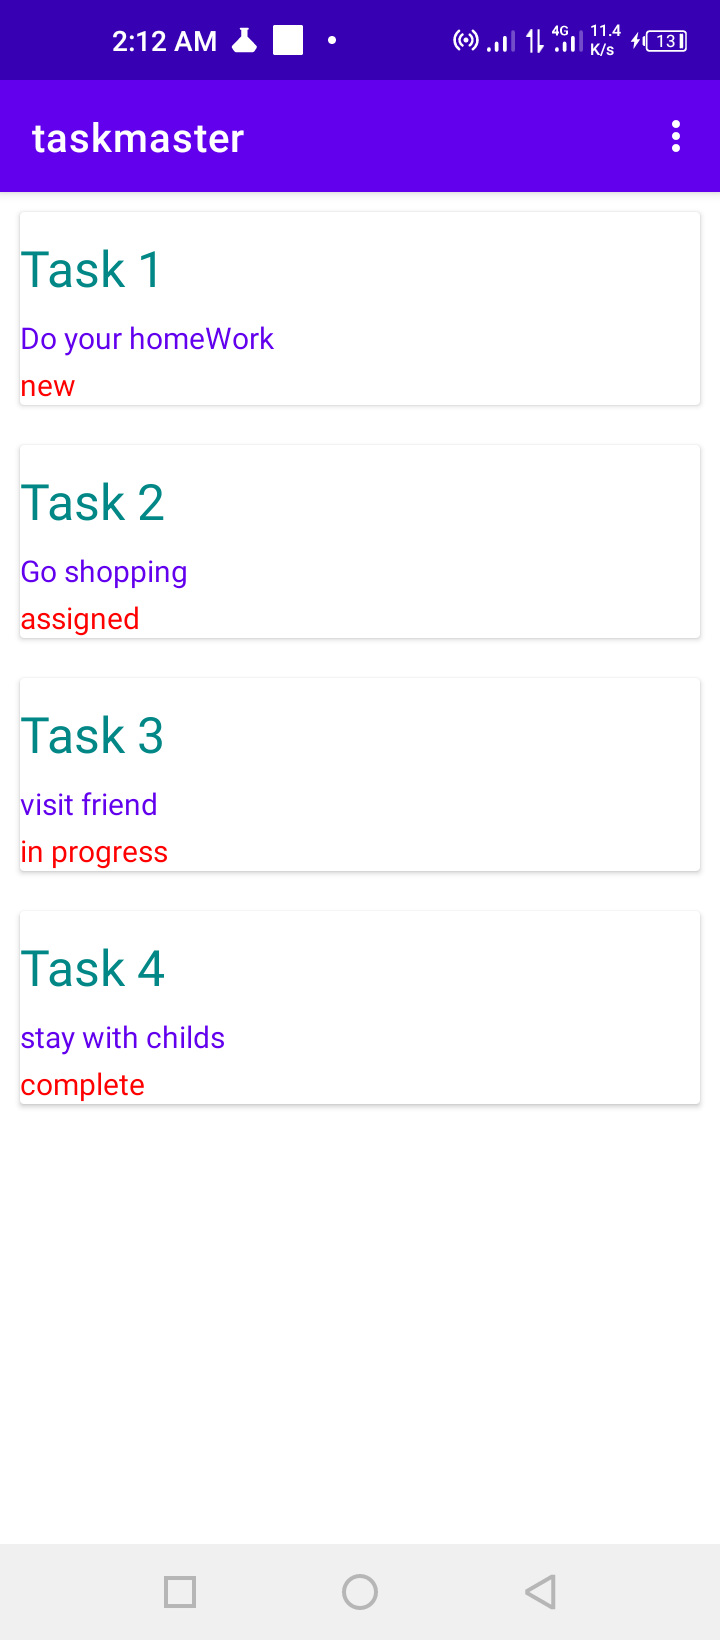 2:12 AM 4G 11.4 K/s 13
taskmaster
Task 1
Do your homeWork
new
Task 2
Go shopping
assigned
Task 3
visit friend
in progress
Task 4
stay with childs
complete